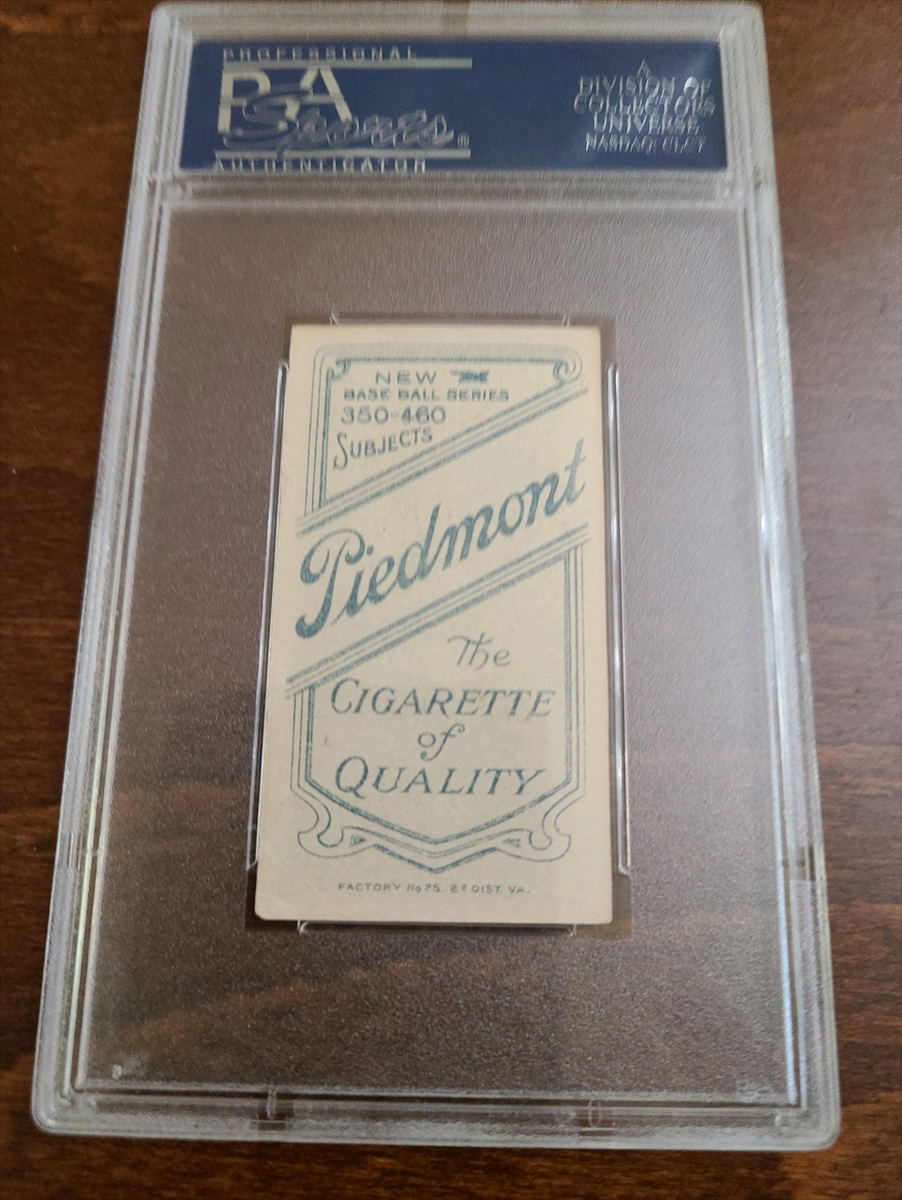 PROFESSIONAL
PSA
Sports®
AUTHENTICATOR
A
DIVISION OF
COLLECTORS
UNIVERSE
NASDAQ: CLCT
NEW
BASE BALL SERIES
350-460
SUBJECTS
Piedmont
The
CIGARETTE
of
QUALITY
FACTORY No 25. 2d DIST. VA.